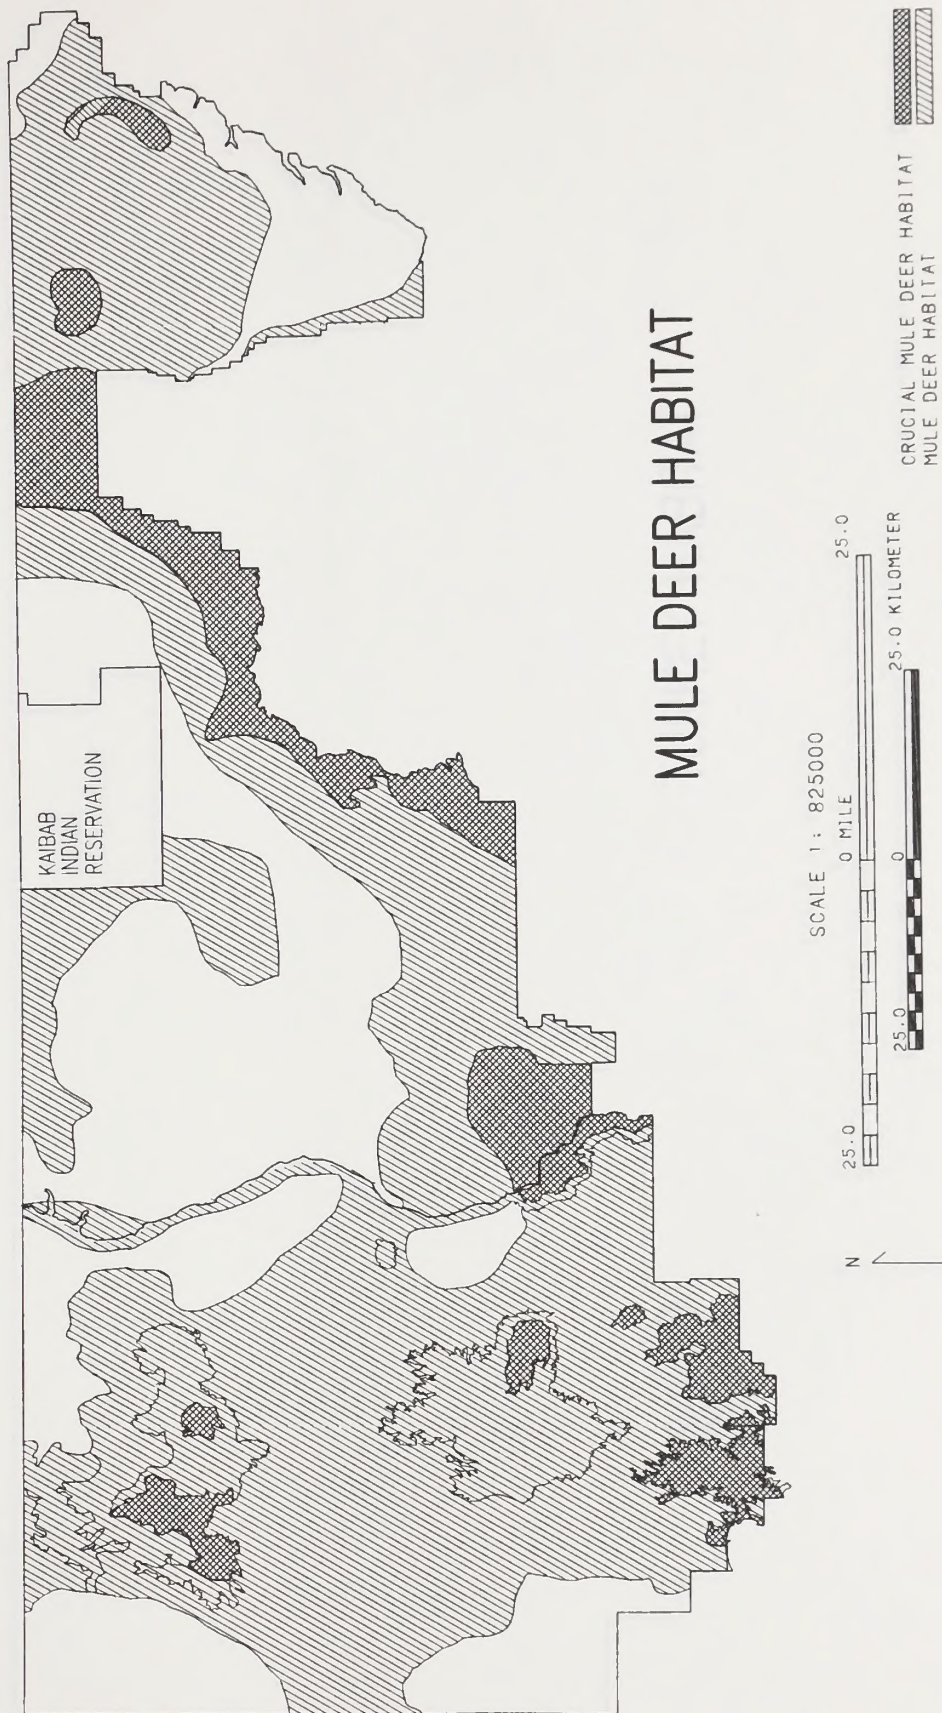 KAIBAB
INDIAN
RESERVATION
MULE DEER HABITAT
SCALE 1: 825000
25.0 0 MILE 25.0
25.0 0 25.0 KILOMETER
N
CRUCIAL MULE DEER HABITAT
MULE DEER HABITAT